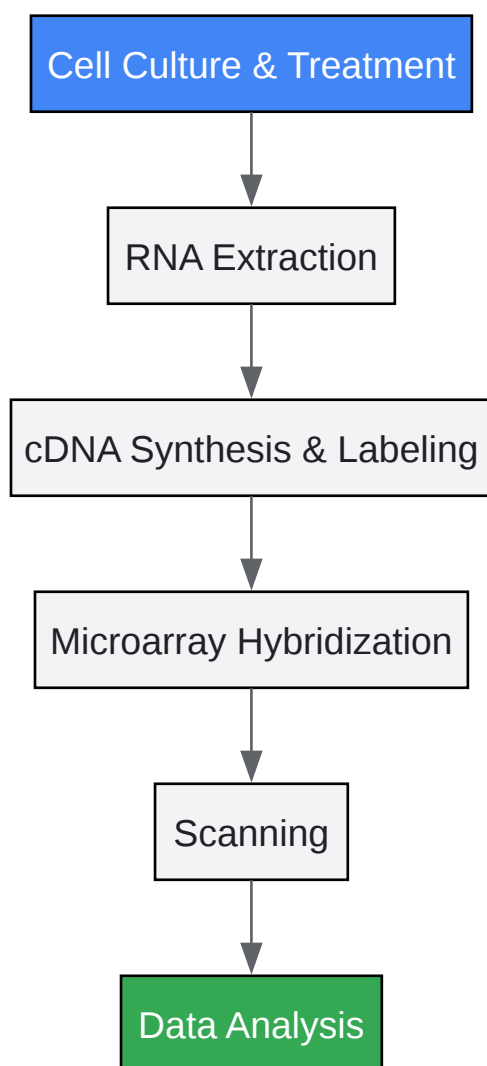 Cell Culture & Treatment
RNA Extraction
cDNA Synthesis & Labeling
Microarray Hybridization
Scanning
Data Analysis